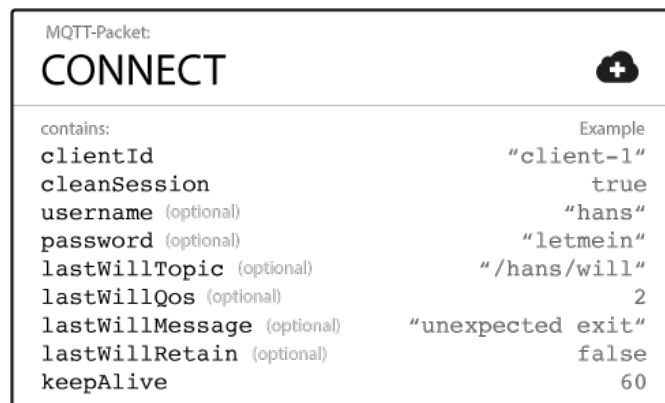 MQTT-Packet:
CONNECT
contains: Example
clientId “client-1“
cleanSession true
username (optional) “hans“
password (optional) “letmein“
lastWillTopic (optional) “/hans/will“
lastWillQos (optional) 2
lastWillMessage (optional) “unexpected exit“
lastWillRetain (optional) false
keepAlive 60